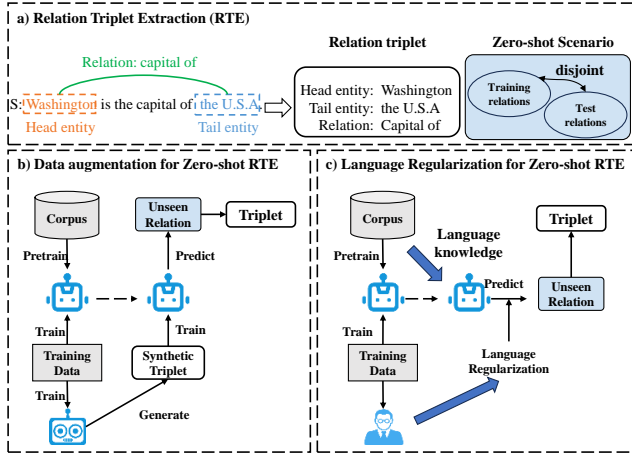 a) Relation Triplet Extraction (RTE)
Relation: capital of
S: Washington is the capital of the U.S.A.
Head entity
Tail entity
Relation triplet
Head entity: Washington
Tail entity: the U.S.A
Relation: Capital of
Zero-shot Scenario
disjoint
Training
relations
Test
relations
b) Data augmentation for Zero-shot RTE
Corpus
Unseen
Relation
Triplet
Pretrain
Predict
Train
Train
Training
Data
Synthetic
Triplet
Train
Generate
c) Language Regularization for Zero-shot RTE
Corpus
Triplet
Language
knowledge
Pretrain
Predict
Unseen
Relation
Train
Training
Data
Language
Regularization
Train